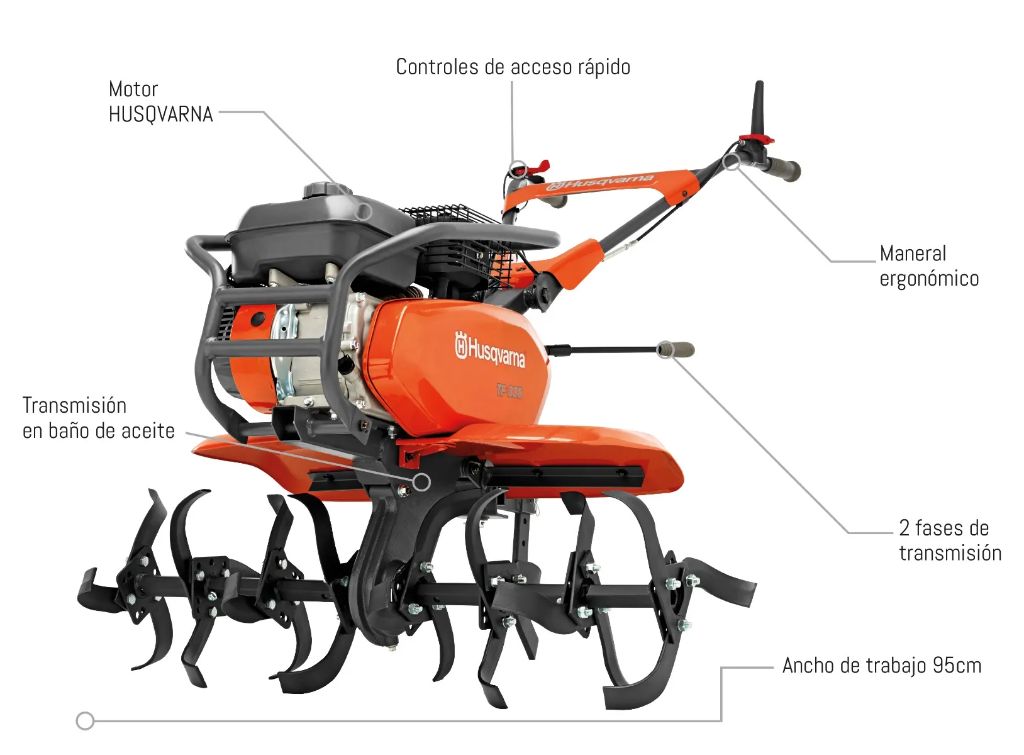 Controles de acceso rápido
Motor
HUSQVARNA
Husqvarna
Maneral
ergonómico
Husqvarna
Transmisión
en baño de aceite
2 fases de
transmisión
Ancho de trabajo 95cm